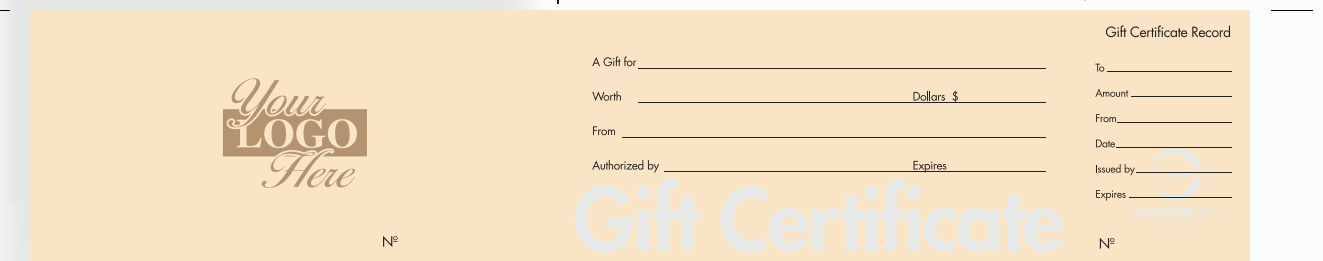 Your
LOGO
Here
Nº
A Gift for
Worth Dollars $
From
Authorized by Expires
Gift Certificate
Gift Certificate Record
To
Amount
From
Date
Issued by
Expires
Nº